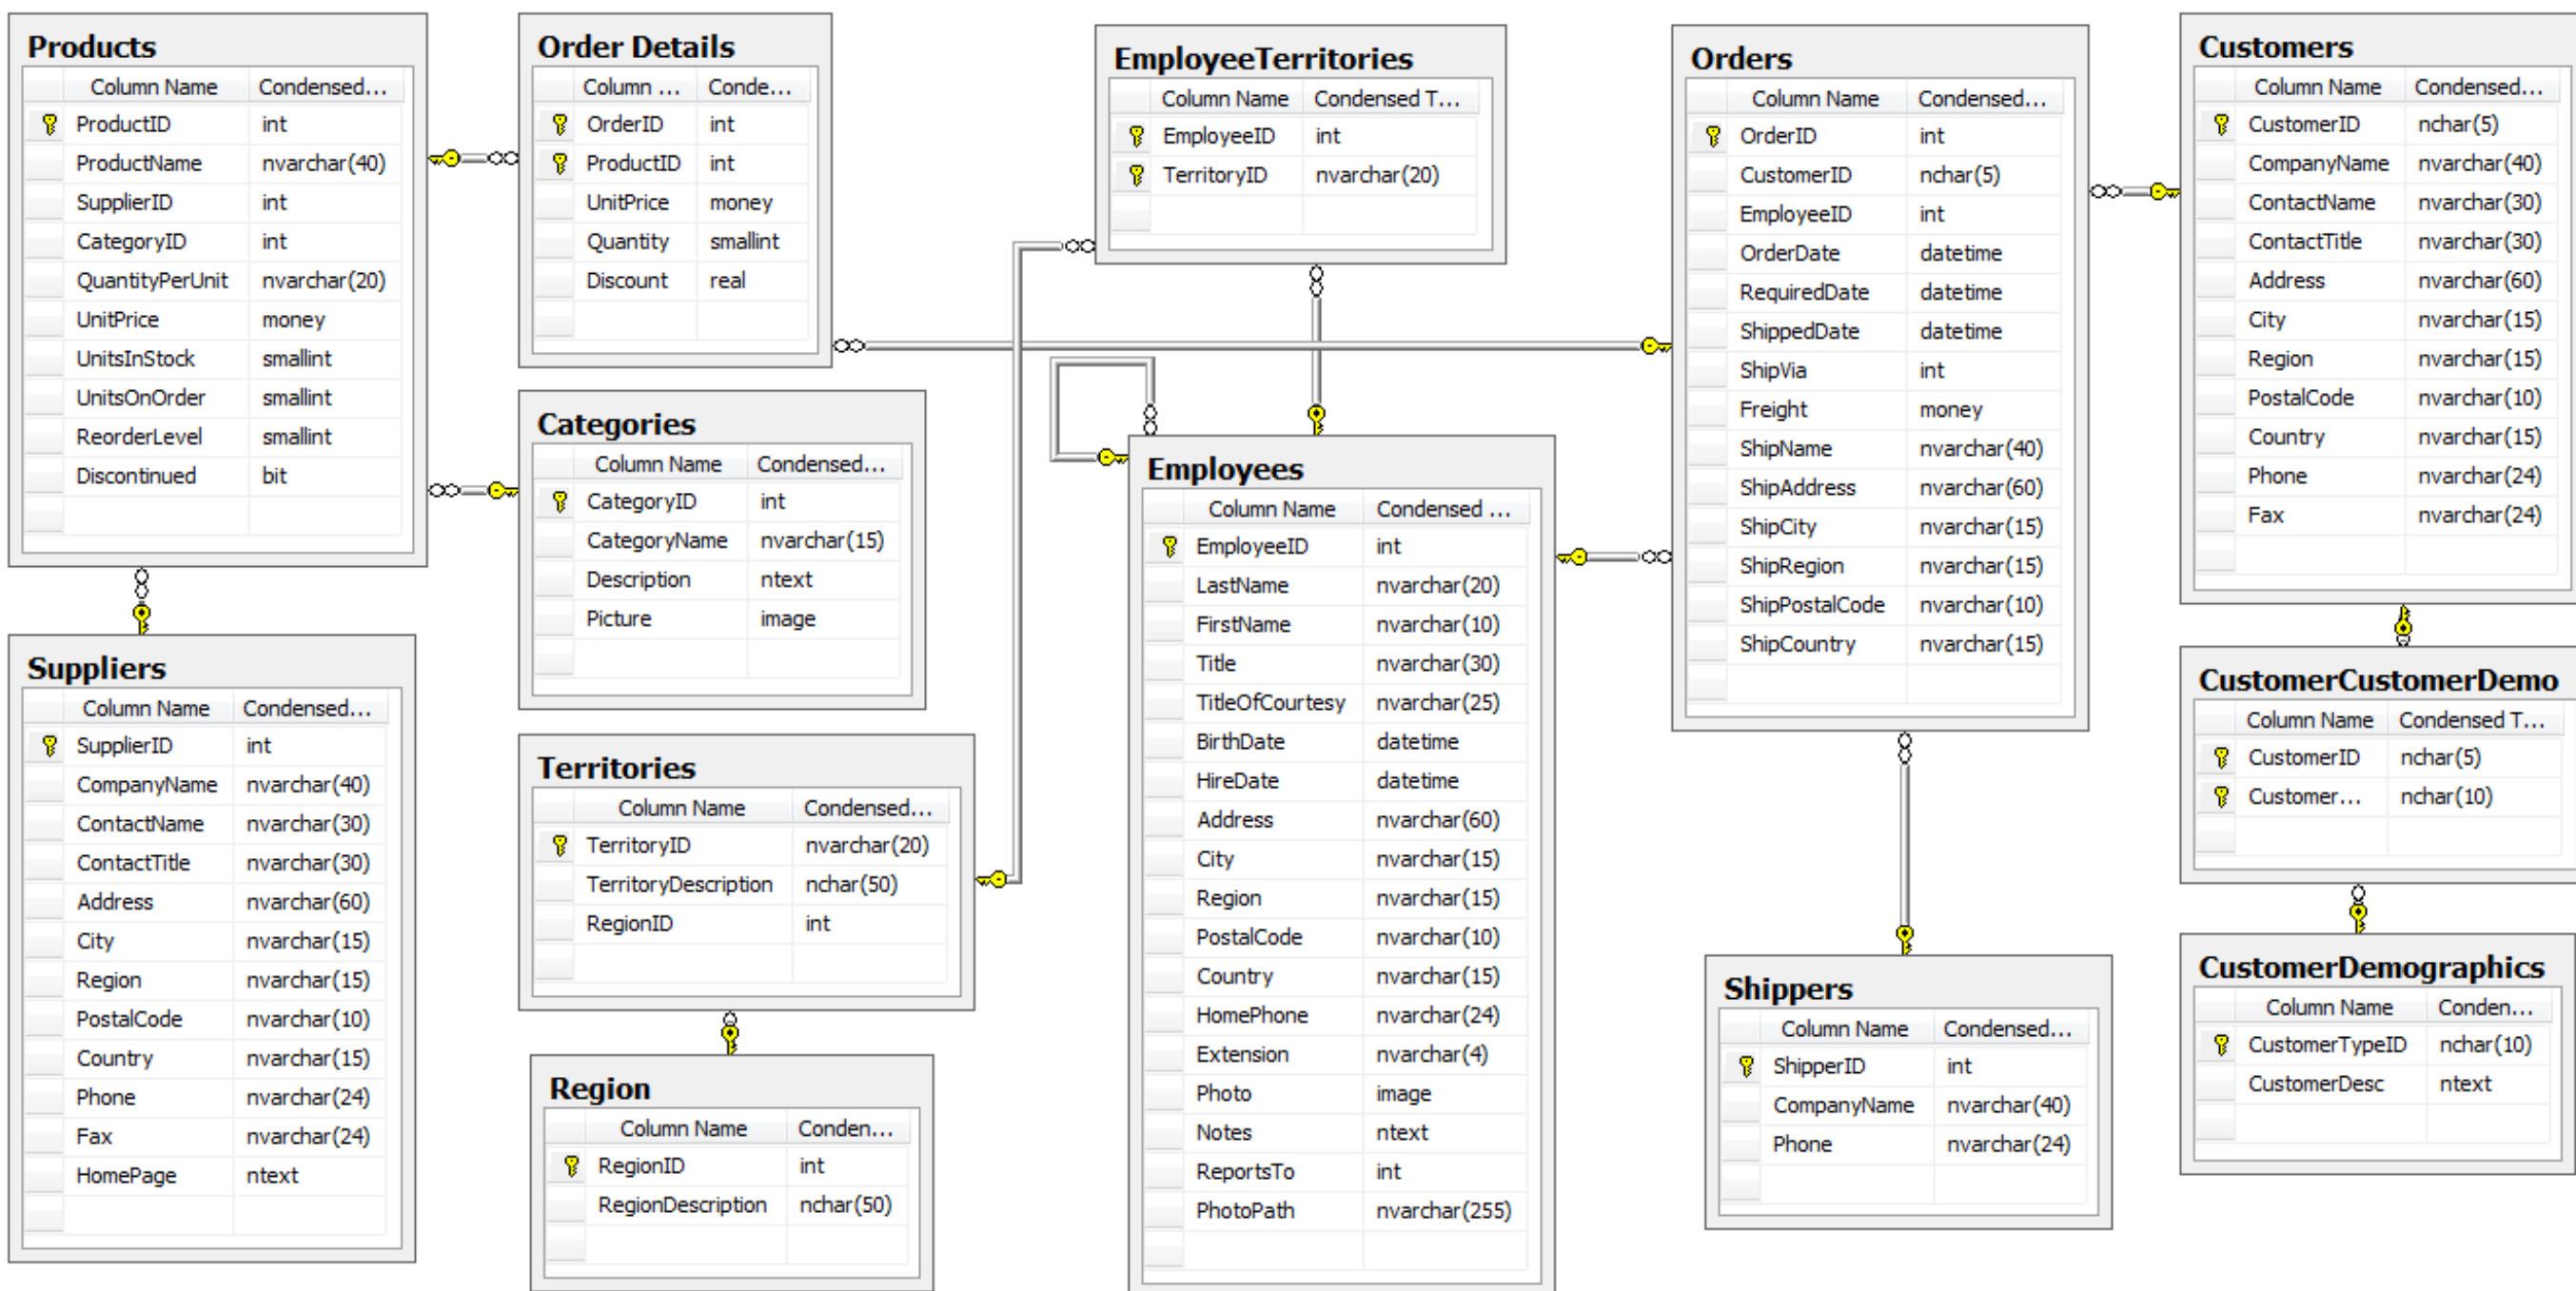 Products
Column Name Condensed...
ProductID int
ProductName nvarchar(40)
SupplierID int
CategoryID int
QuantityPerUnit nvarchar(20)
UnitPrice money
UnitsInStock smallint
UnitsOnOrder smallint
ReorderLevel smallint
Discontinued bit
Suppliers
Column Name Condensed...
SupplierID int
CompanyName nvarchar(40)
ContactName nvarchar(30)
ContactTitle nvarchar(30)
Address nvarchar(60)
City nvarchar(15)
Region nvarchar(15)
PostalCode nvarchar(10)
Country nvarchar(15)
Phone nvarchar(24)
Fax nvarchar(24)
HomePage ntext
Order Details
Column ... Conde...
OrderID int
ProductID int
UnitPrice money
Quantity smallint
Discount real
Categories
Column Name Condensed...
CategoryID int
CategoryName nvarchar(15)
Description ntext
Picture image
Territories
Column Name Condensed...
TerritoryID nvarchar(20)
TerritoryDescription nchar(50)
RegionID int
Region
Column Name Conden...
RegionID int
RegionDescription nchar(50)
EmployeeTerritories
Column Name Condensed T...
EmployeeID int
TerritoryID nvarchar(20)
Employees
Column Name Condensed ...
EmployeeID int
LastName nvarchar(20)
FirstName nvarchar(10)
Title nvarchar(30)
TitleOfCourtesy nvarchar(25)
BirthDate datetime
HireDate datetime
Address nvarchar(60)
City nvarchar(15)
Region nvarchar(15)
PostalCode nvarchar(10)
Country nvarchar(15)
HomePhone nvarchar(24)
Extension nvarchar(4)
Photo image
Notes ntext
ReportsTo int
PhotoPath nvarchar(255)
Orders
Column Name Condensed...
OrderID int
CustomerID nchar(5)
EmployeeID int
OrderDate datetime
RequiredDate datetime
ShippedDate datetime
ShipVia int
Freight money
ShipName nvarchar(40)
ShipAddress nvarchar(60)
ShipCity nvarchar(15)
ShipRegion nvarchar(15)
ShipPostalCode nvarchar(10)
ShipCountry nvarchar(15)
Shippers
Column Name Condensed...
ShipperID int
CompanyName nvarchar(40)
Phone nvarchar(24)
Customers
Column Name Condensed...
CustomerID nchar(5)
CompanyName nvarchar(40)
ContactName nvarchar(30)
ContactTitle nvarchar(30)
Address nvarchar(60)
City nvarchar(15)
Region nvarchar(15)
PostalCode nvarchar(10)
Country nvarchar(15)
Phone nvarchar(24)
Fax nvarchar(24)
CustomerCustomerDemo
Column Name Condensed T...
CustomerID nchar(5)
Customer... nchar(10)
CustomerDemographics
Column Name Conden...
CustomerTypeID nchar(10)
CustomerDesc ntext